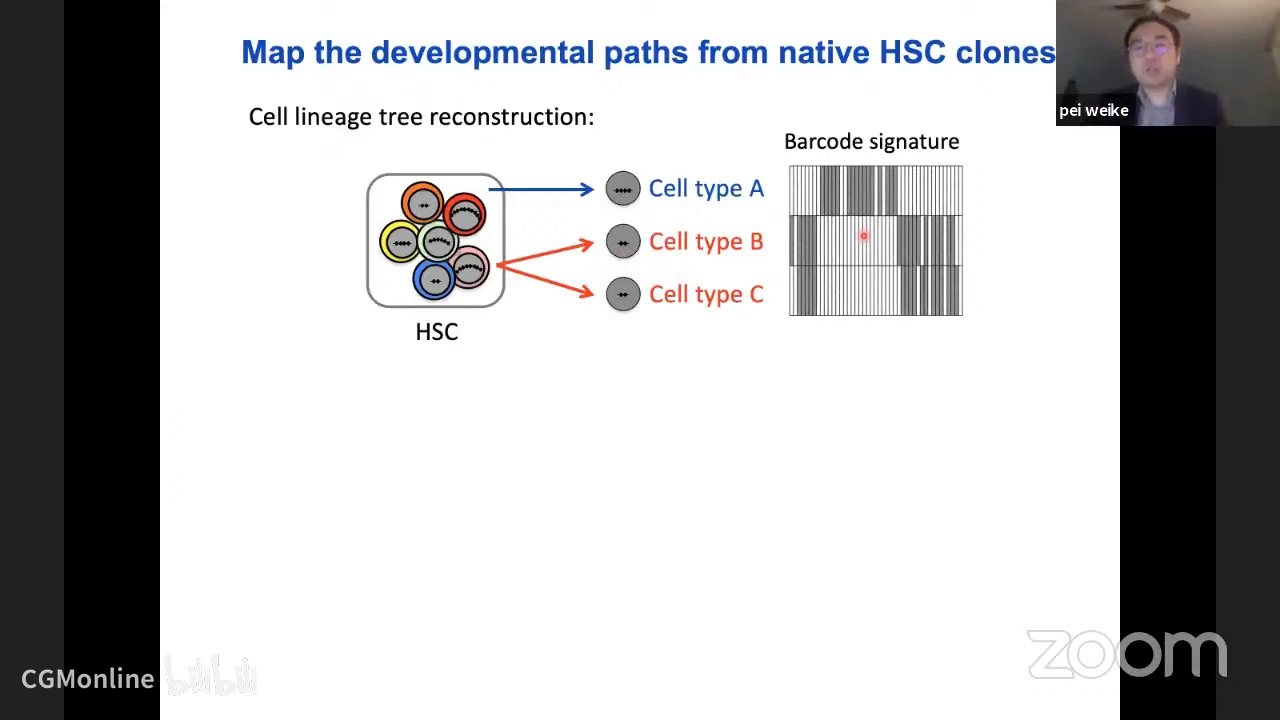 Map the developmental paths from native HSC clones
pei weike
Cell lineage tree reconstruction:
Barcode signature
Cell type A
Cell type B
Cell type C
HSC
zoom
CGMonline
bilibili